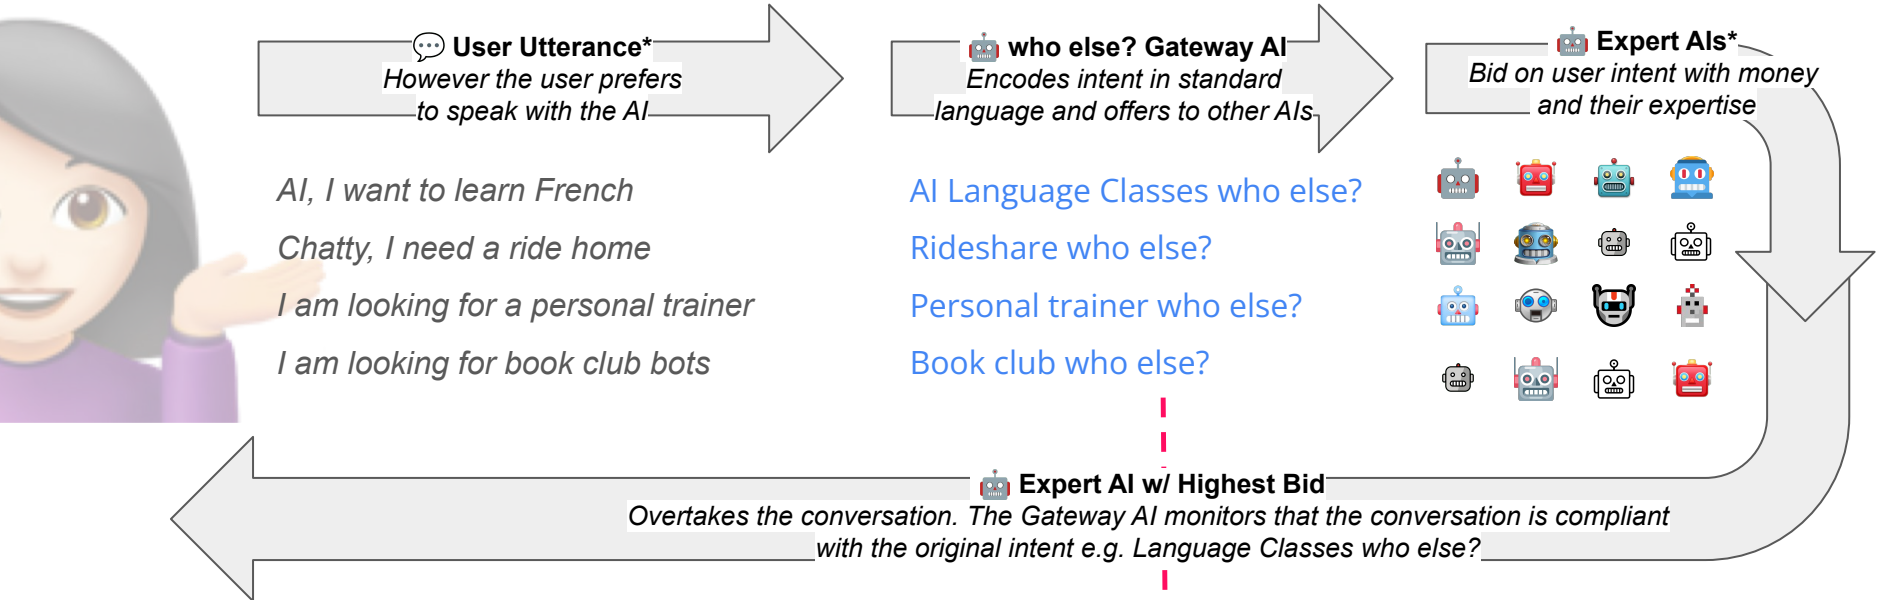 💬 User Utterance*
However the user prefers
to speak with the AI
🤖 who else? Gateway AI
Encodes intent in standard
language and offers to other AIs
🤖 Expert AIs*
Bid on user intent with money
and their expertise
AI, I want to learn French
Chatty, I need a ride home
I am looking for a personal trainer
I am looking for book club bots
AI Language Classes who else?
Rideshare who else?
Personal trainer who else?
Book club who else?
🤖 Expert AI w/ Highest Bid
Overtakes the conversation. The Gateway AI monitors that the conversation is compliant
with the original intent e.g. Language Classes who else?